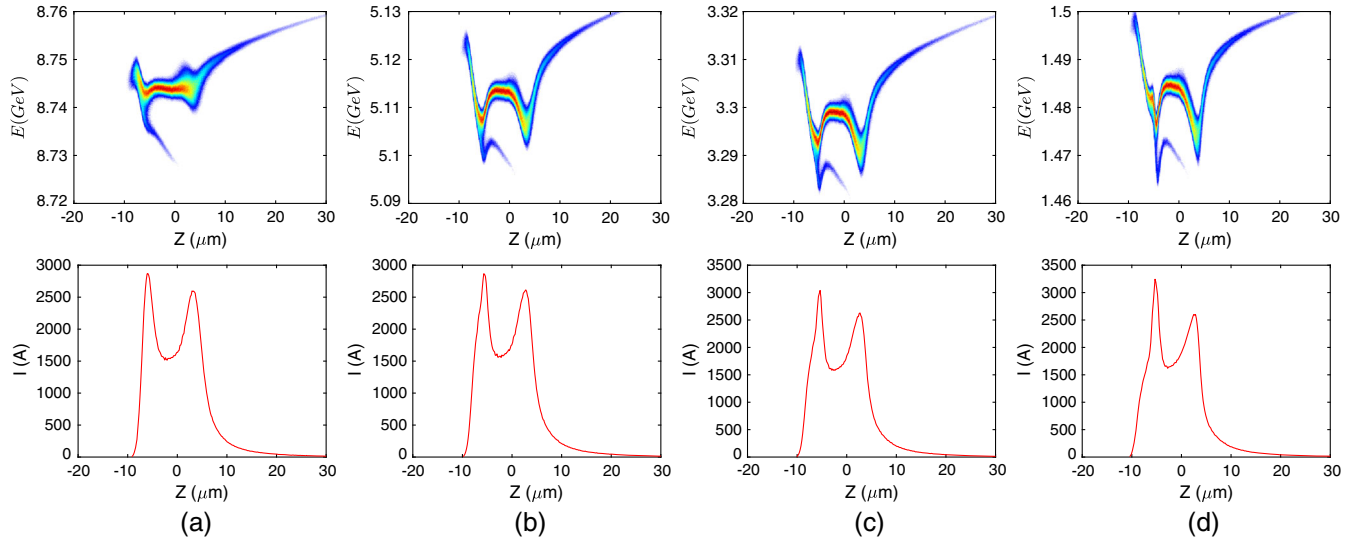 8.76
8.75
8.74
8.73
8.72
E(GeV)
-20 -10 0 10 20 30
Z (μm)
5.13
5.12
5.11
5.1
5.09
E(GeV)
-20 -10 0 10 20 30
Z (μm)
3.32
3.31
3.3
3.29
3.28
E(GeV)
-20 -10 0 10 20 30
Z (μm)
1.5
1.49
1.48
1.47
1.46
E(GeV)
-20 -10 0 10 20 30
Z (μm)
3000
2500
2000
1500
1000
500
0
I (A)
-20 -10 0 10 20 30
Z (μm)
(a)
3000
2500
2000
1500
1000
500
0
I (A)
-20 -10 0 10 20 30
Z (μm)
(b)
3500
3000
2500
2000
1500
1000
500
0
I (A)
-20 -10 0 10 20 30
Z (μm)
(c)
3500
3000
2500
2000
1500
1000
500
0
I (A)
-20 -10 0 10 20 30
Z (μm)
(d)